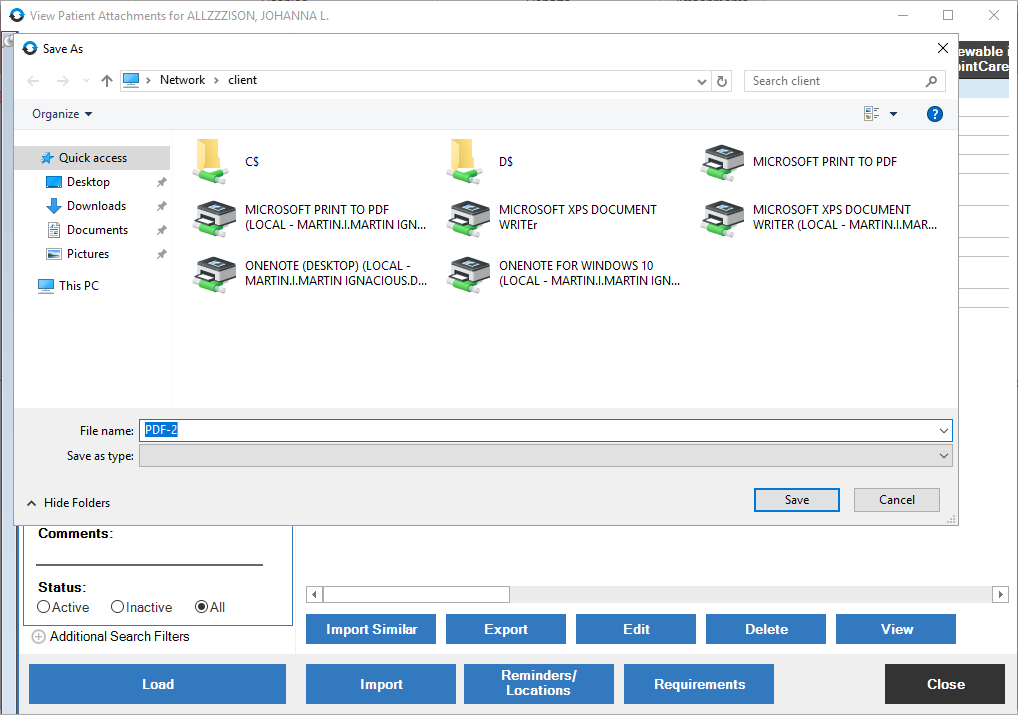 View Patient Attachments for ALLZZZISON, JOHANNA L.
Save As
Network > client
Search client
Organize
Quick access
Desktop
Downloads
Documents
Pictures
This PC
C$
D$
MICROSOFT PRINT TO PDF
MICROSOFT PRINT TO PDF
(LOCAL - MARTIN.I.MARTIN IGN...
MICROSOFT XPS DOCUMENT
WRITEr
MICROSOFT XPS DOCUMENT
WRITER (LOCAL - MARTIN.I.MAR...
ONENOTE (DESKTOP) (LOCAL -
MARTIN.I.MARTIN IGNACIOUS.D...
ONENOTE FOR WINDOWS 10
(LOCAL - MARTIN.I.MARTIN IGN...
File name: PDF-2
Save as type:
Hide Folders
Save
Cancel
Comments:
Status:
Active
Inactive
All
Additional Search Filters
Import Similar
Export
Edit
Delete
View
Load
Import
Reminders/
Locations
Requirements
Close